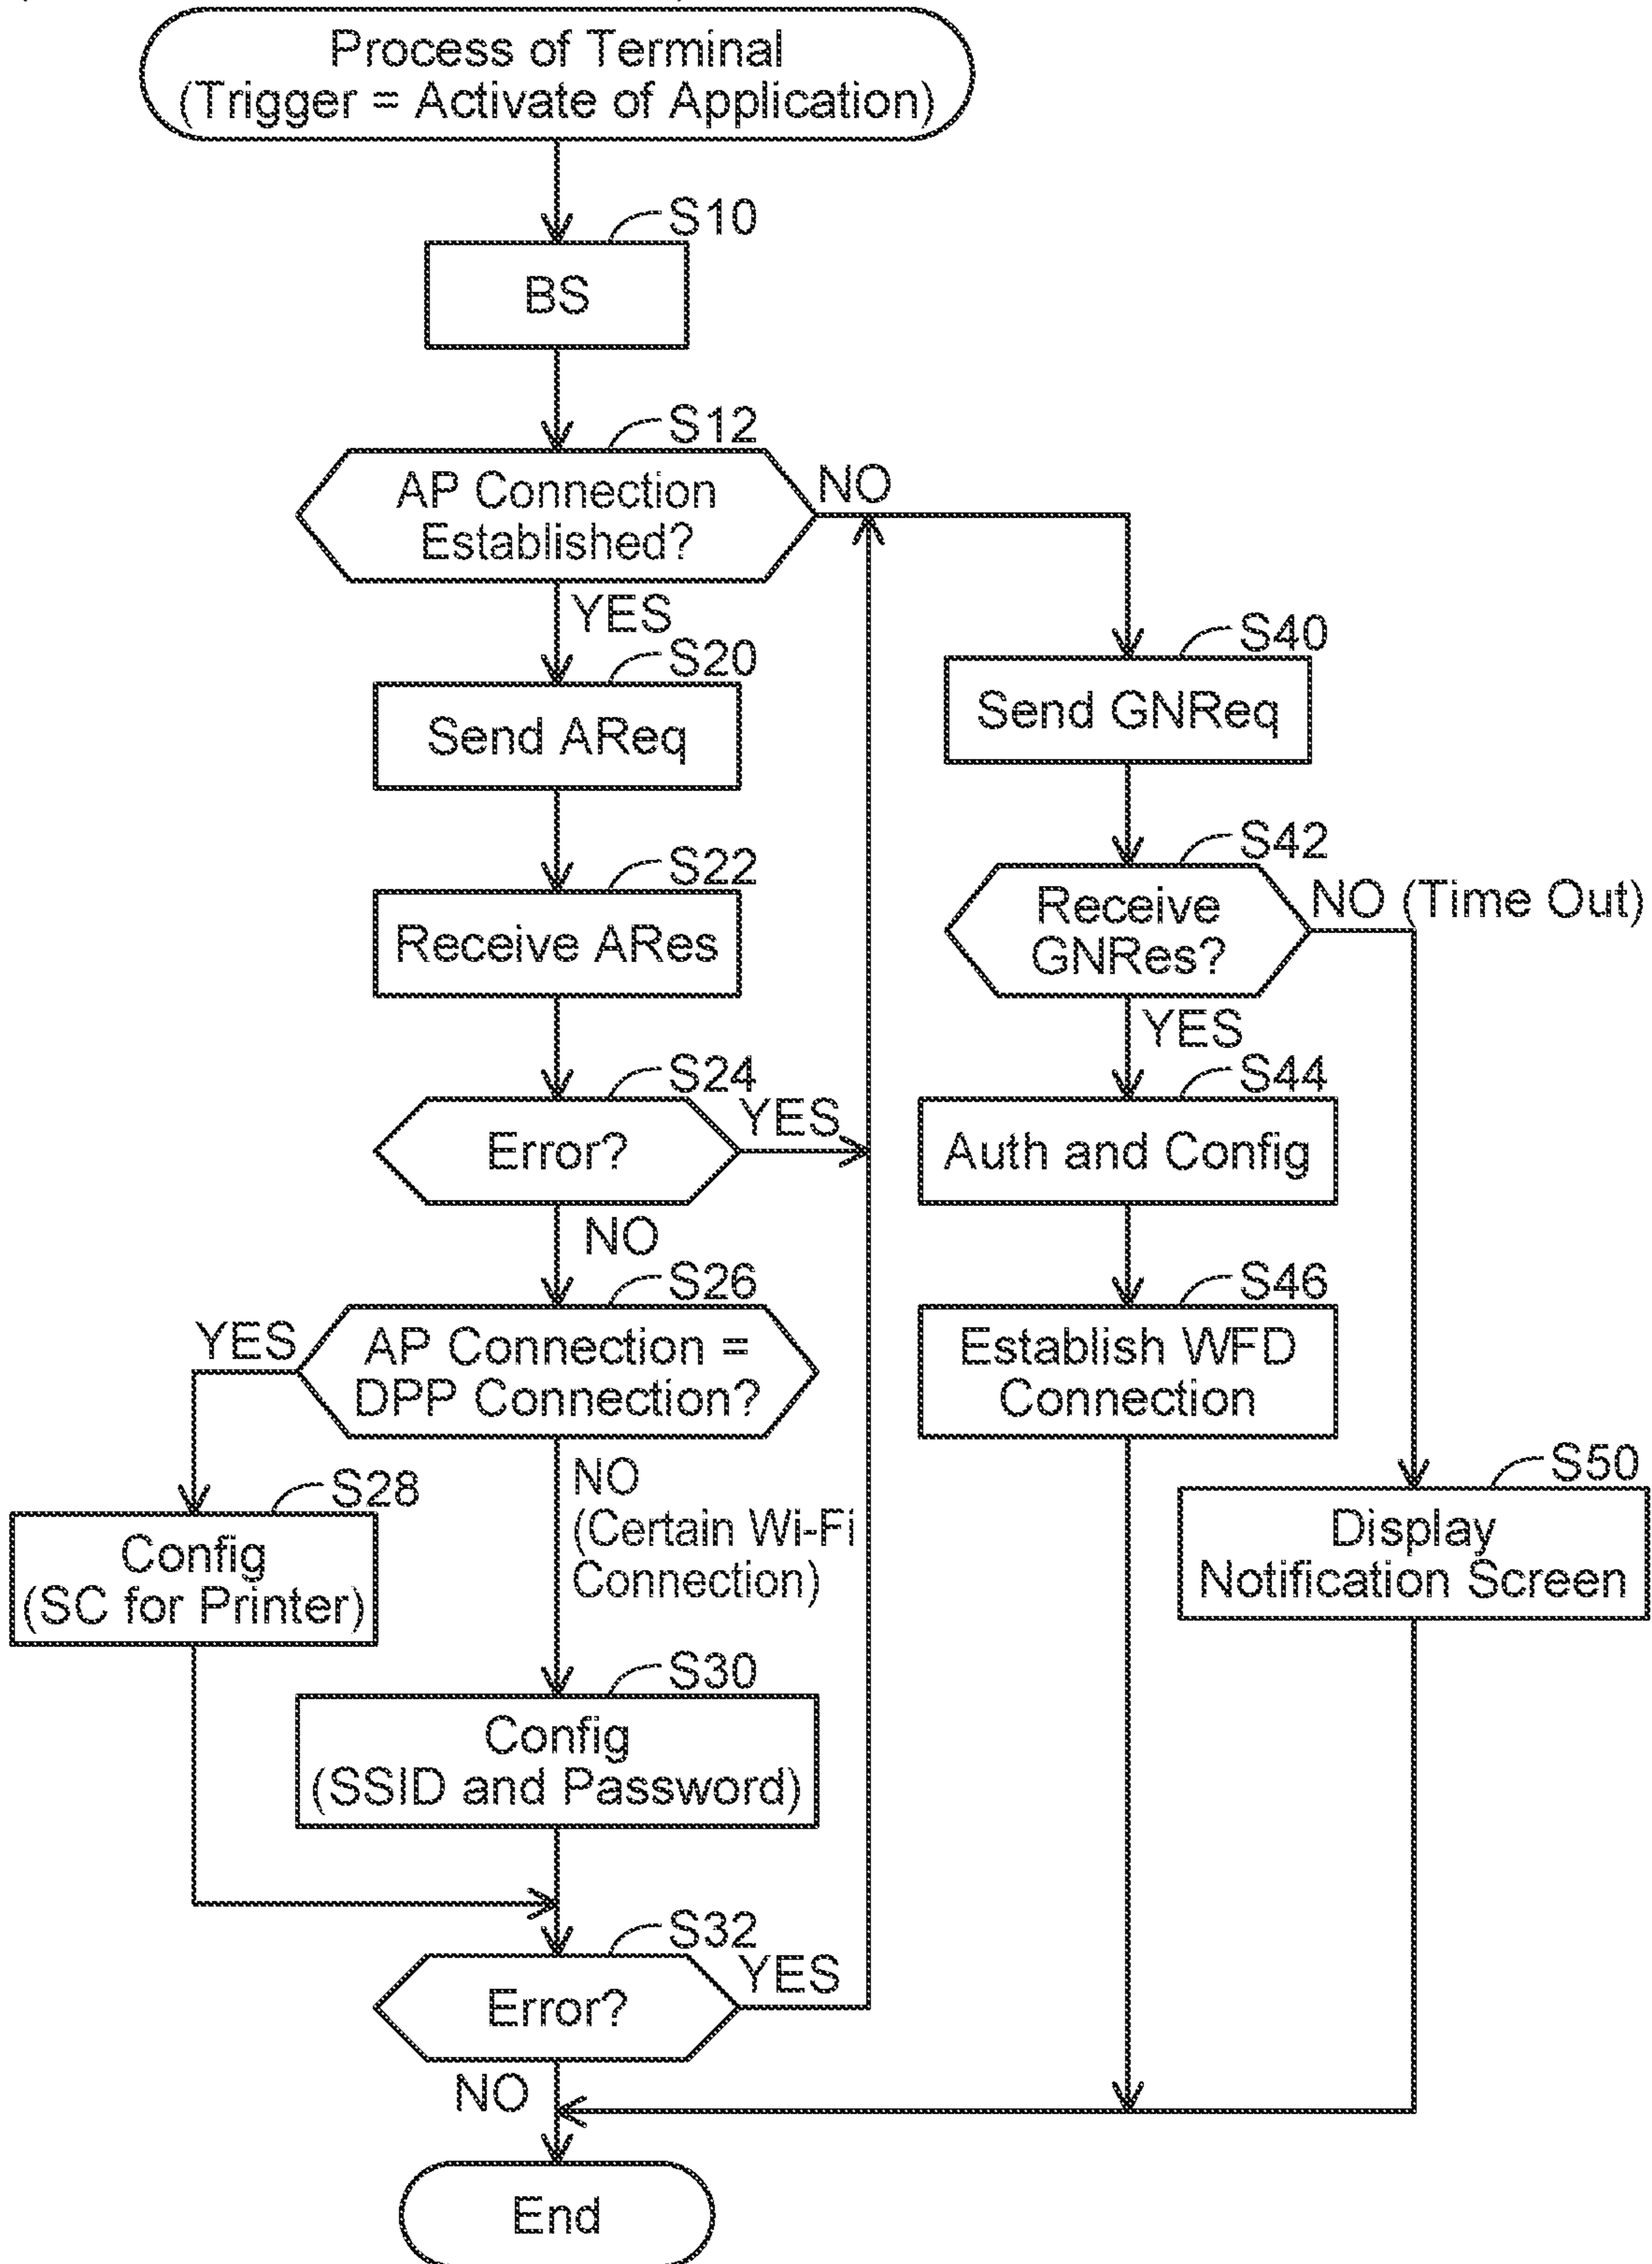 Process of Terminal
(Trigger = Activate of Application)
S10
BS
S12
AP Connection
Established?
NO
YES
S20
Send AReq
S22
Receive ARes
S24
Error?
YES
NO
S26
AP Connection =
DPP Connection?
YES
NO
(Certain Wi-Fi
Connection)
S28
Config
(SC for Printer)
S30
Config
(SSID and Password)
S32
Error?
YES
NO
S40
Send GNReq
S42
Receive
GNRes?
NO (Time Out)
YES
S44
Auth and Config
S46
Establish WFD
Connection
S50
Display
Notification Screen
End